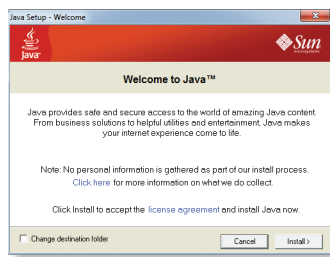 Java Setup - Welcome
Java
Sun
microsystems
Welcome to Java™
Java provides safe and secure access to the world of amazing Java content.
From business solutions to helpful utilities and entertainment, Java makes
your internet experience come to life.
Note: No personal information is gathered as part of our install process.
Click here for more information on what we do collect.
Click Install to accept the license agreement and install Java now.
Change destination folder
Cancel
Install >